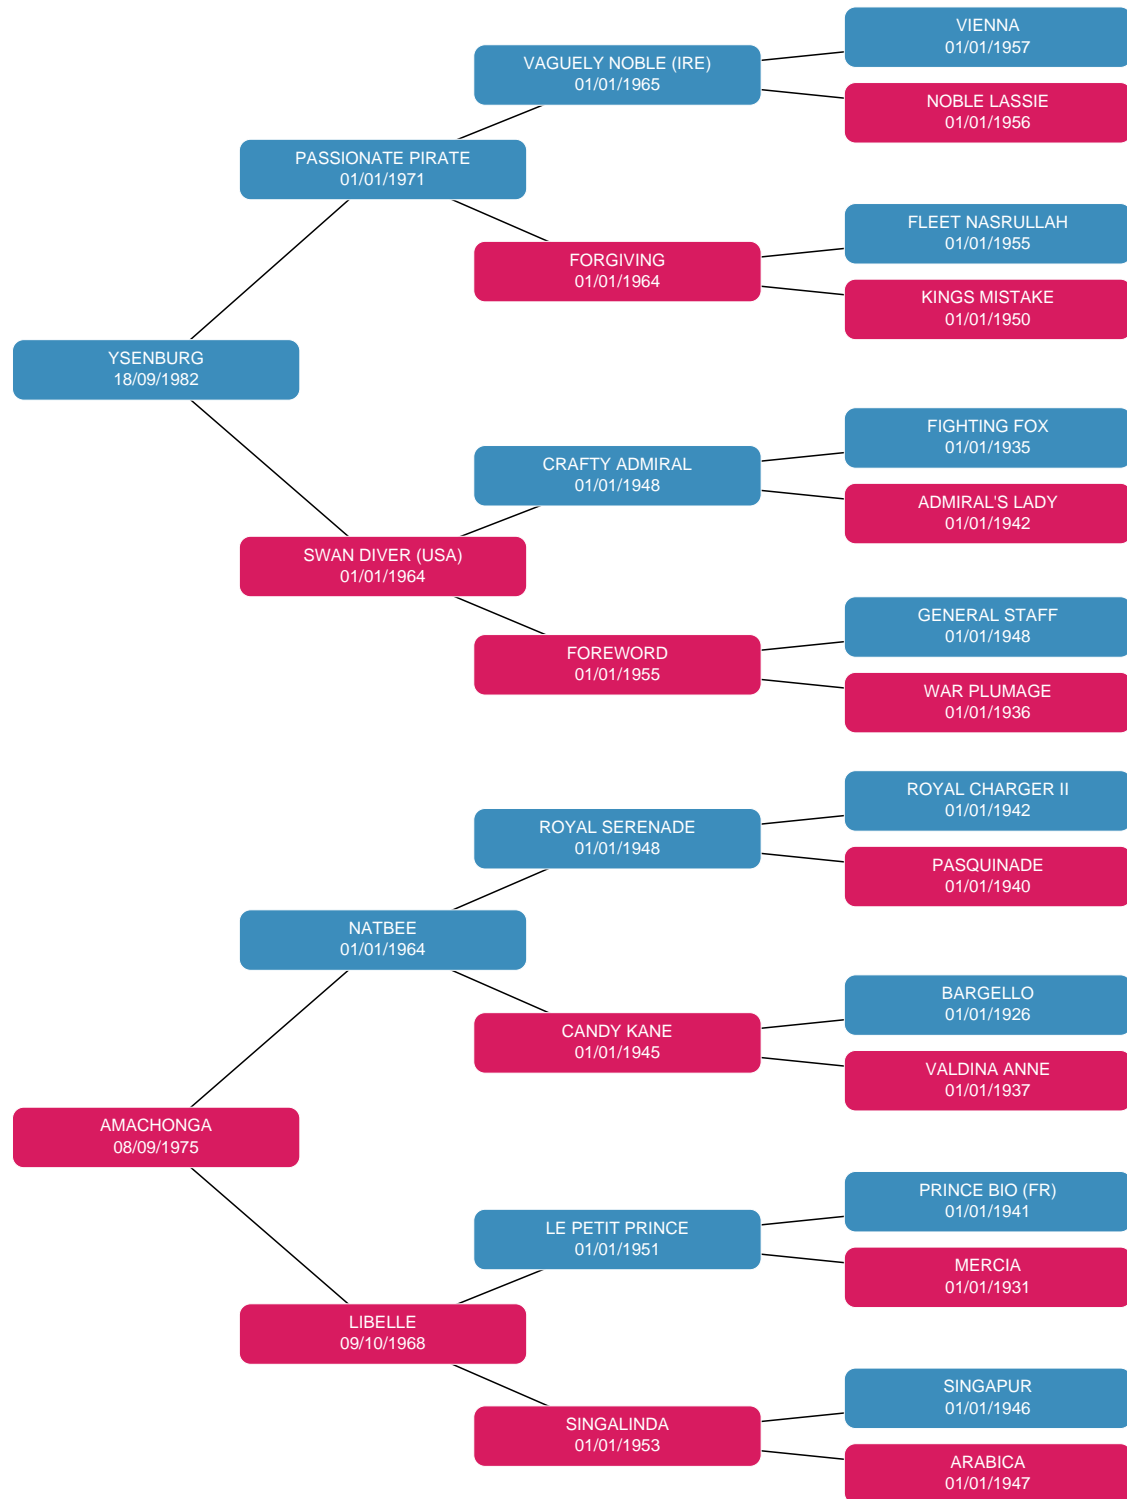 VIENNA
01/01/1957
VAGUELY NOBLE (IRE)
01/01/1965
NOBLE LASSIE
01/01/1956
PASSIONATE PIRATE
01/01/1971
FLEET NASRULLAH
01/01/1955
FORGIVING
01/01/1964
KINGS MISTAKE
01/01/1950
YSENBURG
18/09/1982
FIGHTING FOX
01/01/1935
CRAFTY ADMIRAL
01/01/1948
ADMIRAL'S LADY
01/01/1942
SWAN DIVER (USA)
01/01/1964
GENERAL STAFF
01/01/1948
FOREWORD
01/01/1955
WAR PLUMAGE
01/01/1936
ROYAL CHARGER II
01/01/1942
ROYAL SERENADE
01/01/1948
PASQUINADE
01/01/1940
NATBEE
01/01/1964
BARGELLO
01/01/1926
CANDY KANE
01/01/1945
VALDINA ANNE
01/01/1937
AMACHONGA
08/09/1975
PRINCE BIO (FR)
01/01/1941
LE PETIT PRINCE
01/01/1951
MERCIA
01/01/1931
LIBELLE
09/10/1968
SINGAPUR
01/01/1946
SINGALINDA
01/01/1953
ARABICA
01/01/1947